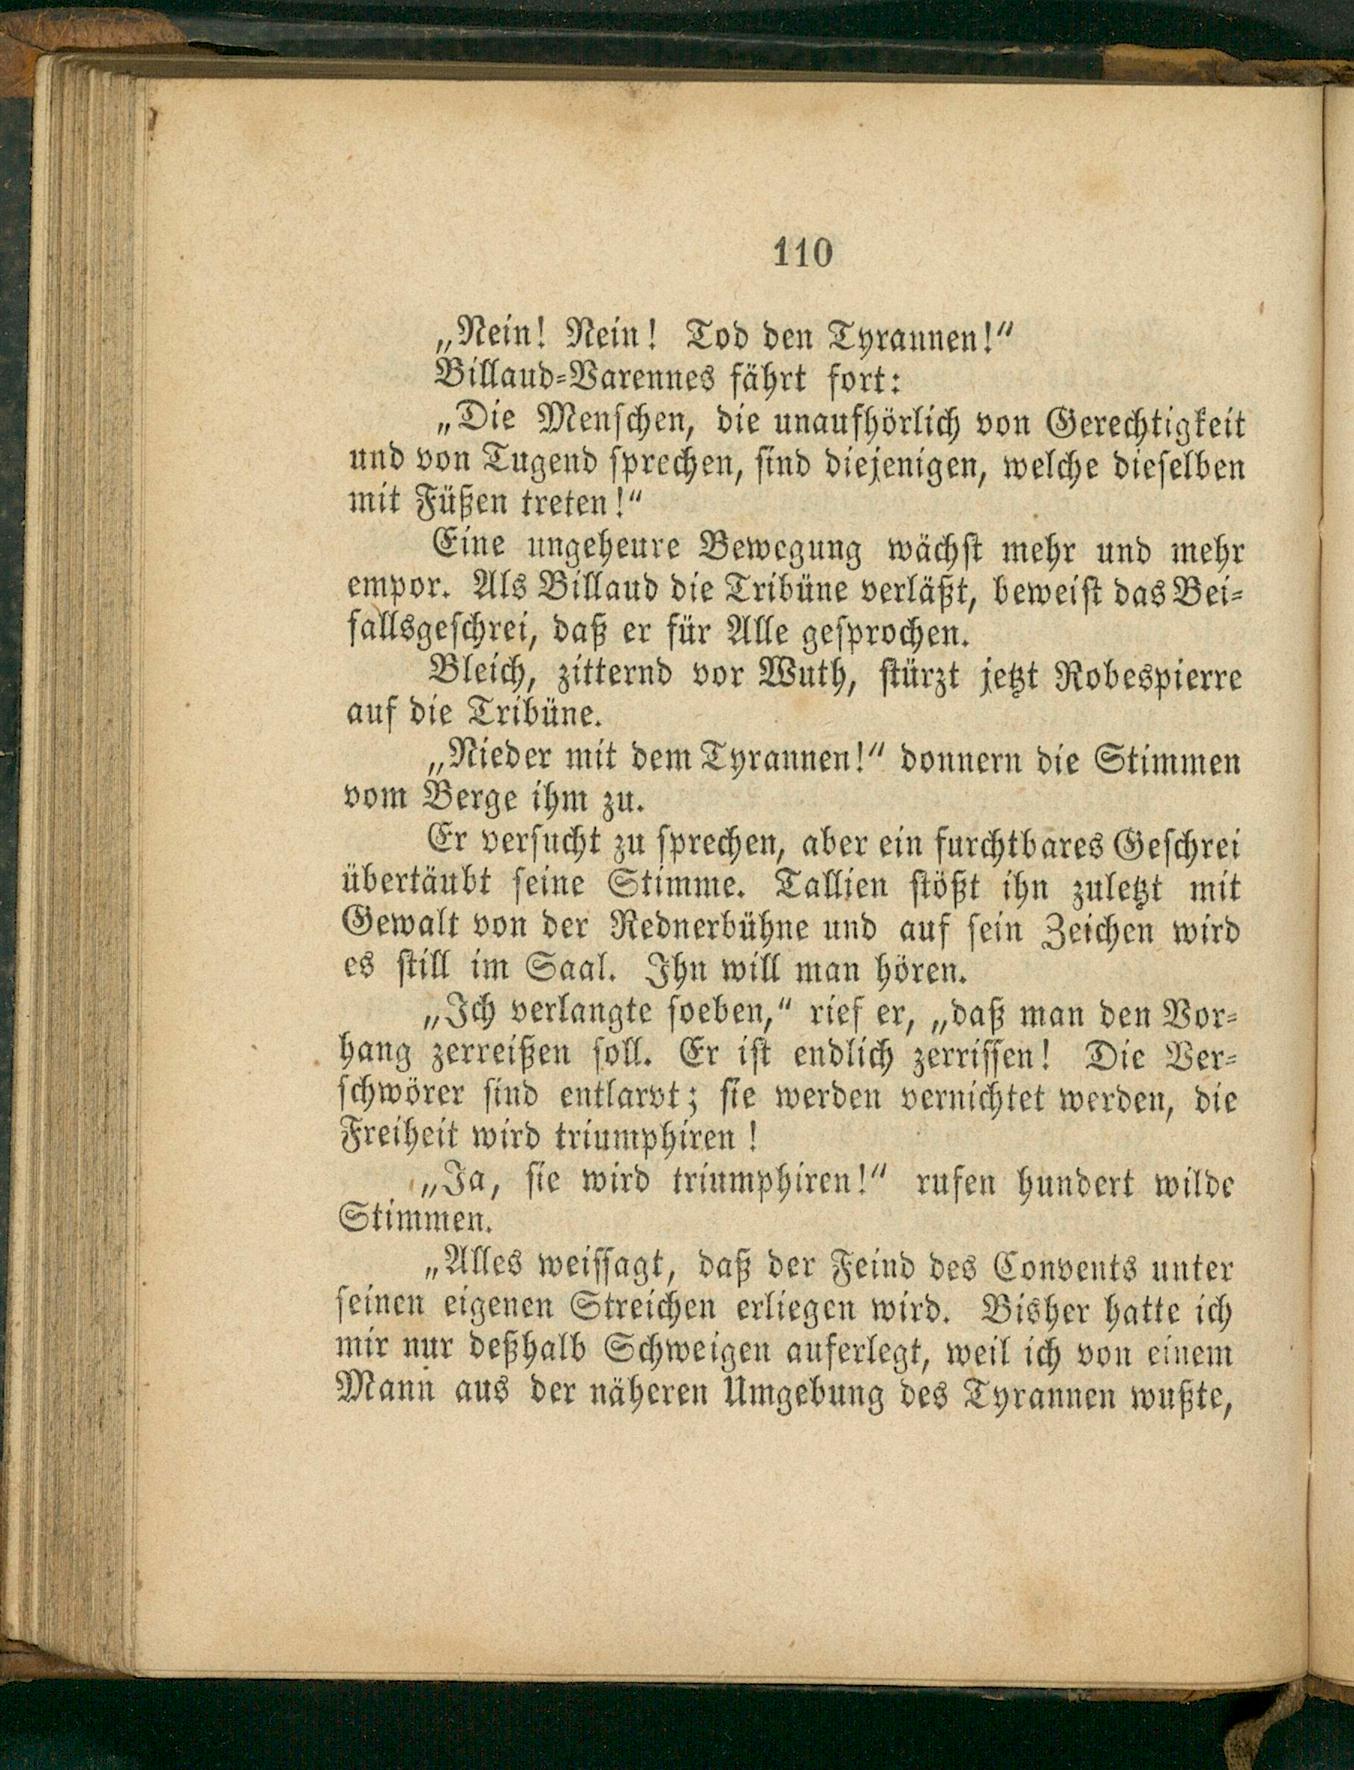 110
„Nein! Nein! Tod den Tyrannen!“
Billaud-Varennes fährt fort:
„Die Menschen, die unaufhörlich von Gerechtigkeit
und von Tugend sprechen, sind diejenigen, welche dieselben
mit Füßen treten!“
Eine ungeheure Bewegung wächst mehr und mehr
empor. Als Billaud die Tribüne verläßt, beweist das Bei-
fallsgeschrei, daß er für Alle gesprochen.
Bleich, zitternd vor Wuth, stürzt jetzt Robespierre
auf die Tribüne.
„Nieder mit dem Tyrannen!“ donnern die Stimmen
vom Berge ihm zu.
Er versucht zu sprechen, aber ein furchtbares Geschrei
übertäubt seine Stimme. Tallien stößt ihn zuletzt mit
Gewalt von der Rednerbühne und auf sein Zeichen wird
es still im Saal. Ihn will man hören.
„Ich verlangte soeben,“ rief er, „daß man den Vor-
hang zerreißen soll. Er ist endlich zerrissen! Die Ver-
schwörer sind entlarvt; sie werden vernichtet werden, die
Freiheit wird triumphiren!
„Ja, sie wird triumphiren!“ rufen hundert wilde
Stimmen.
„Alles weissagt, daß der Feind des Convents unter
seinen eigenen Streichen erliegen wird. Bisher hatte ich
mir nur deßhalb Schweigen auferlegt, weil ich von einem
Mann aus der näheren Umgebung des Tyrannen wußte,